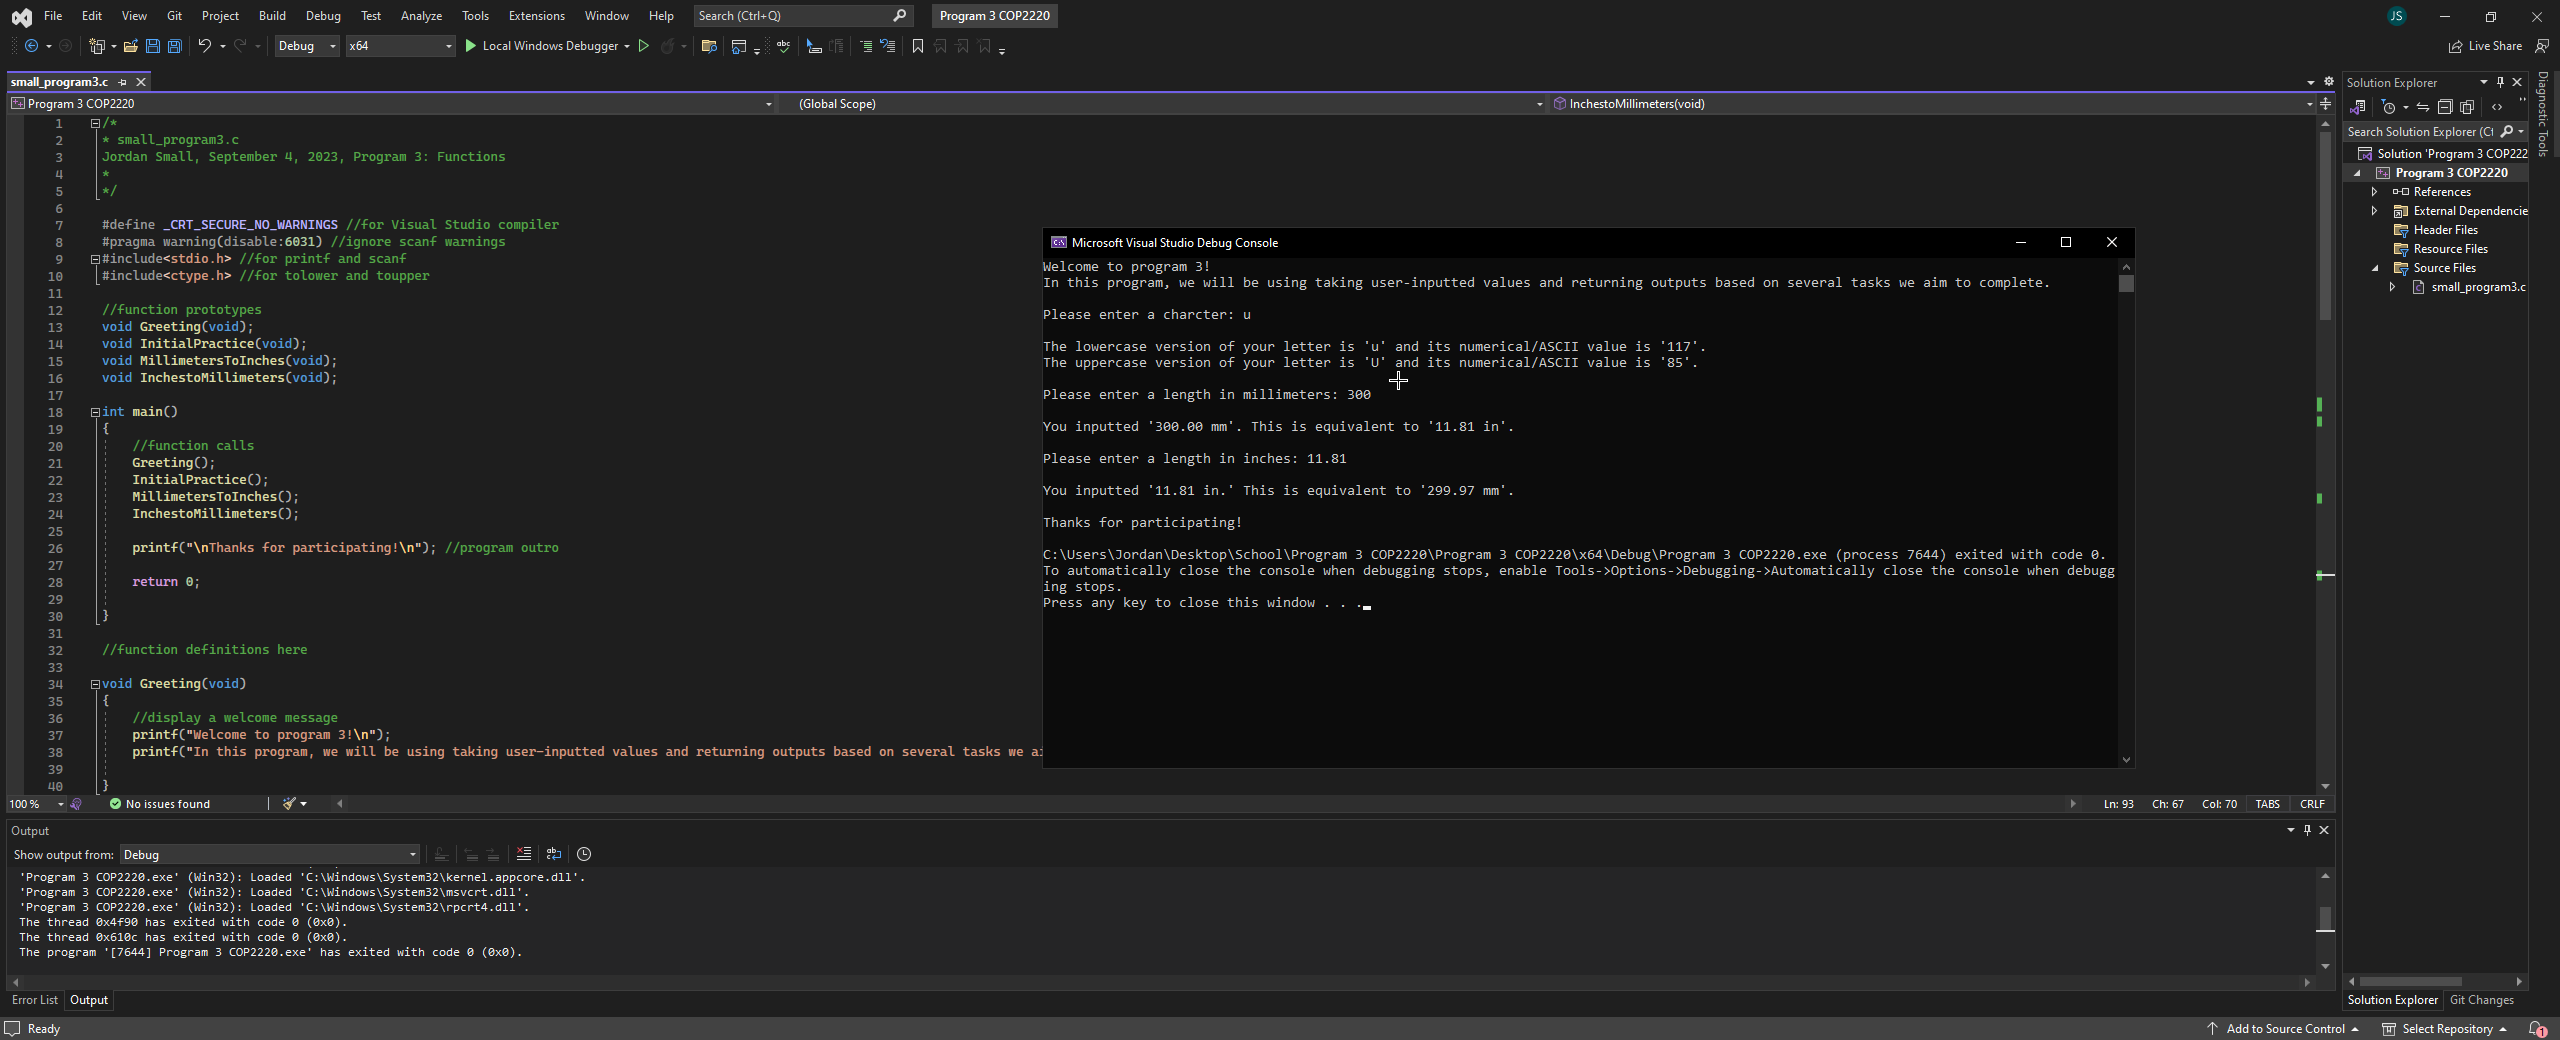 File Edit View Git Project Build Debug Test Analyze Tools Extensions Window Help Search (Ctrl+Q) Program 3 COP2220 JS
Debug x64 Local Windows Debugger Live Share
small_program3.c
Program 3 COP2220 (Global Scope) InchestoMillimeters(void)
1 /*
2 * small_program3.c
3 Jordan Small, September 4, 2023, Program 3: Functions
4 *
5 */
6
7 #define _CRT_SECURE_NO_WARNINGS //for Visual Studio compiler
8 #pragma warning(disable:6031) //ignore scanf warnings
9 #include<stdio.h> //for printf and scanf
10 #include<ctype.h> //for tolower and toupper
11
12 //function prototypes
13 void Greeting(void);
14 void InitialPractice(void);
15 void MillimetersToInches(void);
16 void InchestoMillimeters(void);
17
18 int main()
19 {
20 //function calls
21 Greeting();
22 InitialPractice();
23 MillimetersToInches();
24 InchestoMillimeters();
25
26 printf("\nThanks for participating!\n"); //program outro
27
28 return 0;
29
30 }
31
32 //function definitions here
33
34 void Greeting(void)
35 {
36 //display a welcome message
37 printf("Welcome to program 3!\n");
38 printf("In this program, we will be using taking user-inputted values and returning outputs based on several tasks we ai
39
40 }
Microsoft Visual Studio Debug Console
Welcome to program 3!
In this program, we will be using taking user-inputted values and returning outputs based on several tasks we aim to complete.
Please enter a charcter: u
The lowercase version of your letter is 'u' and its numerical/ASCII value is '117'.
The uppercase version of your letter is 'U' and its numerical/ASCII value is '85'.
Please enter a length in millimeters: 300
You inputted '300.00 mm'. This is equivalent to '11.81 in'.
Please enter a length in inches: 11.81
You inputted '11.81 in.' This is equivalent to '299.97 mm'.
Thanks for participating!
C:\Users\Jordan\Desktop\School\Program 3 COP2220\Program 3 COP2220\x64\Debug\Program 3 COP2220.exe (process 7644) exited with code 0.
To automatically close the console when debugging stops, enable Tools->Options->Debugging->Automatically close the console when debugg
ing stops.
Press any key to close this window . . .
100 % No issues found Ln: 93 Ch: 67 Col: 70 TABS CRLF
Output
Show output from: Debug
'Program 3 COP2220.exe' (Win32): Loaded 'C:\Windows\System32\kernel.appcore.dll'.
'Program 3 COP2220.exe' (Win32): Loaded 'C:\Windows\System32\msvcrt.dll'.
'Program 3 COP2220.exe' (Win32): Loaded 'C:\Windows\System32\rpcrt4.dll'.
The thread 0x4f90 has exited with code 0 (0x0).
The thread 0x610c has exited with code 0 (0x0).
The program '[7644] Program 3 COP2220.exe' has exited with code 0 (0x0).
Error List Output
Solution Explorer
Search Solution Explorer (Ct
Solution 'Program 3 COP222
Program 3 COP2220
References
External Dependencie
Header Files
Resource Files
Source Files
small_program3.c
Solution Explorer Git Changes
Diagnostic Tools
Ready Add to Source Control Select Repository 1